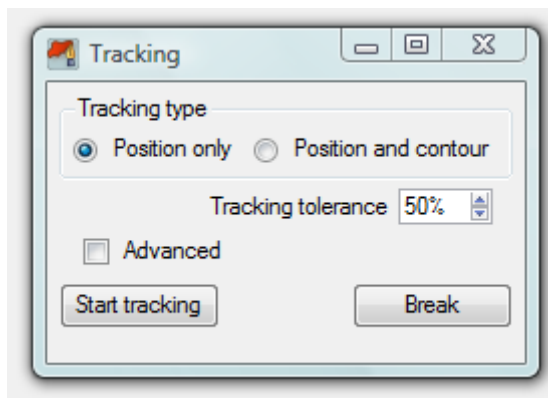 Tracking
Tracking type
Position only Position and contour
Tracking tolerance 50%
Advanced
Start tracking Break